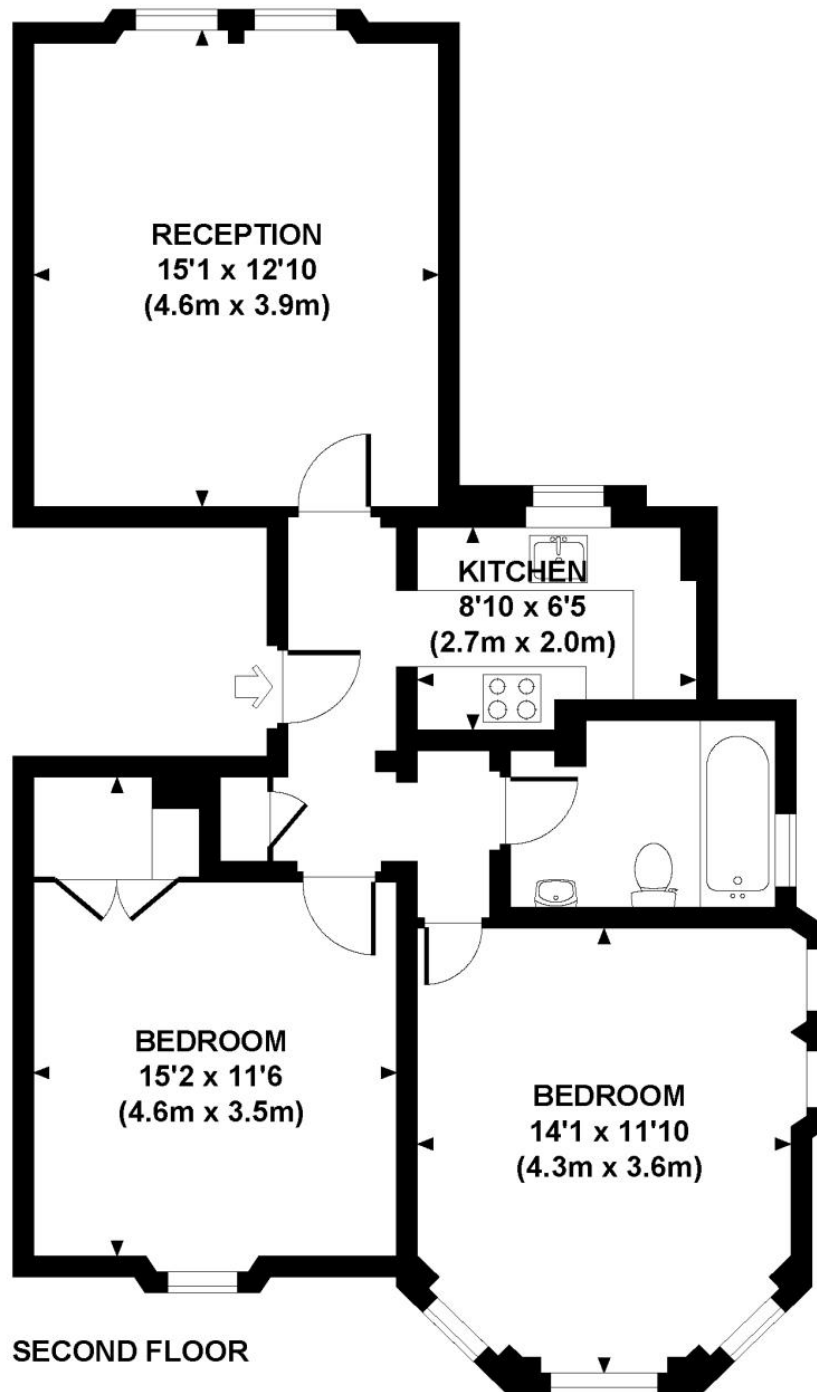 RECEPTION
15'1 x 12'10
(4.6m x 3.9m)
KITCHEN
8'10 x 6'5
(2.7m x 2.0m)
BEDROOM
15'2 x 11'6
(4.6m x 3.5m)
BEDROOM
14'1 x 11'10
(4.3m x 3.6m)
SECOND FLOOR